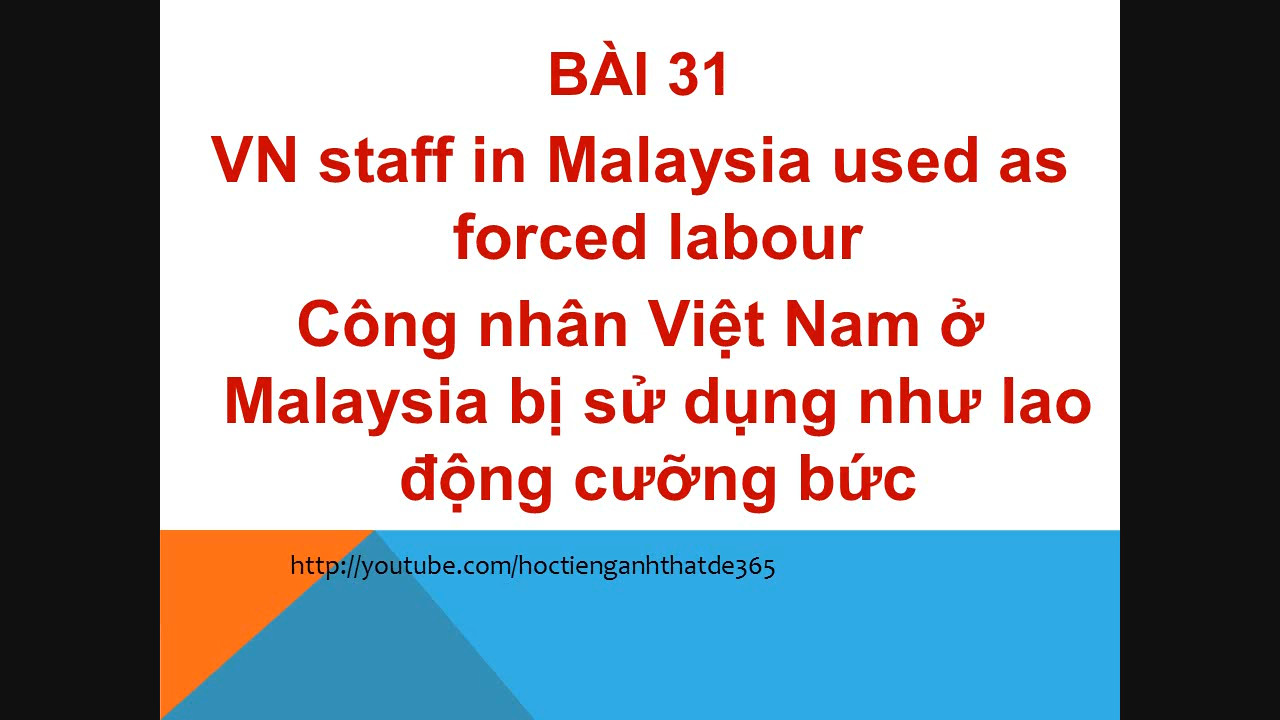 BÀI 31
VN staff in Malaysia used as
forced labour
Công nhân Việt Nam ở
Malaysia bị sử dụng như lao
động cưỡng bức
http://youtube.com/hoctienganhthatde365